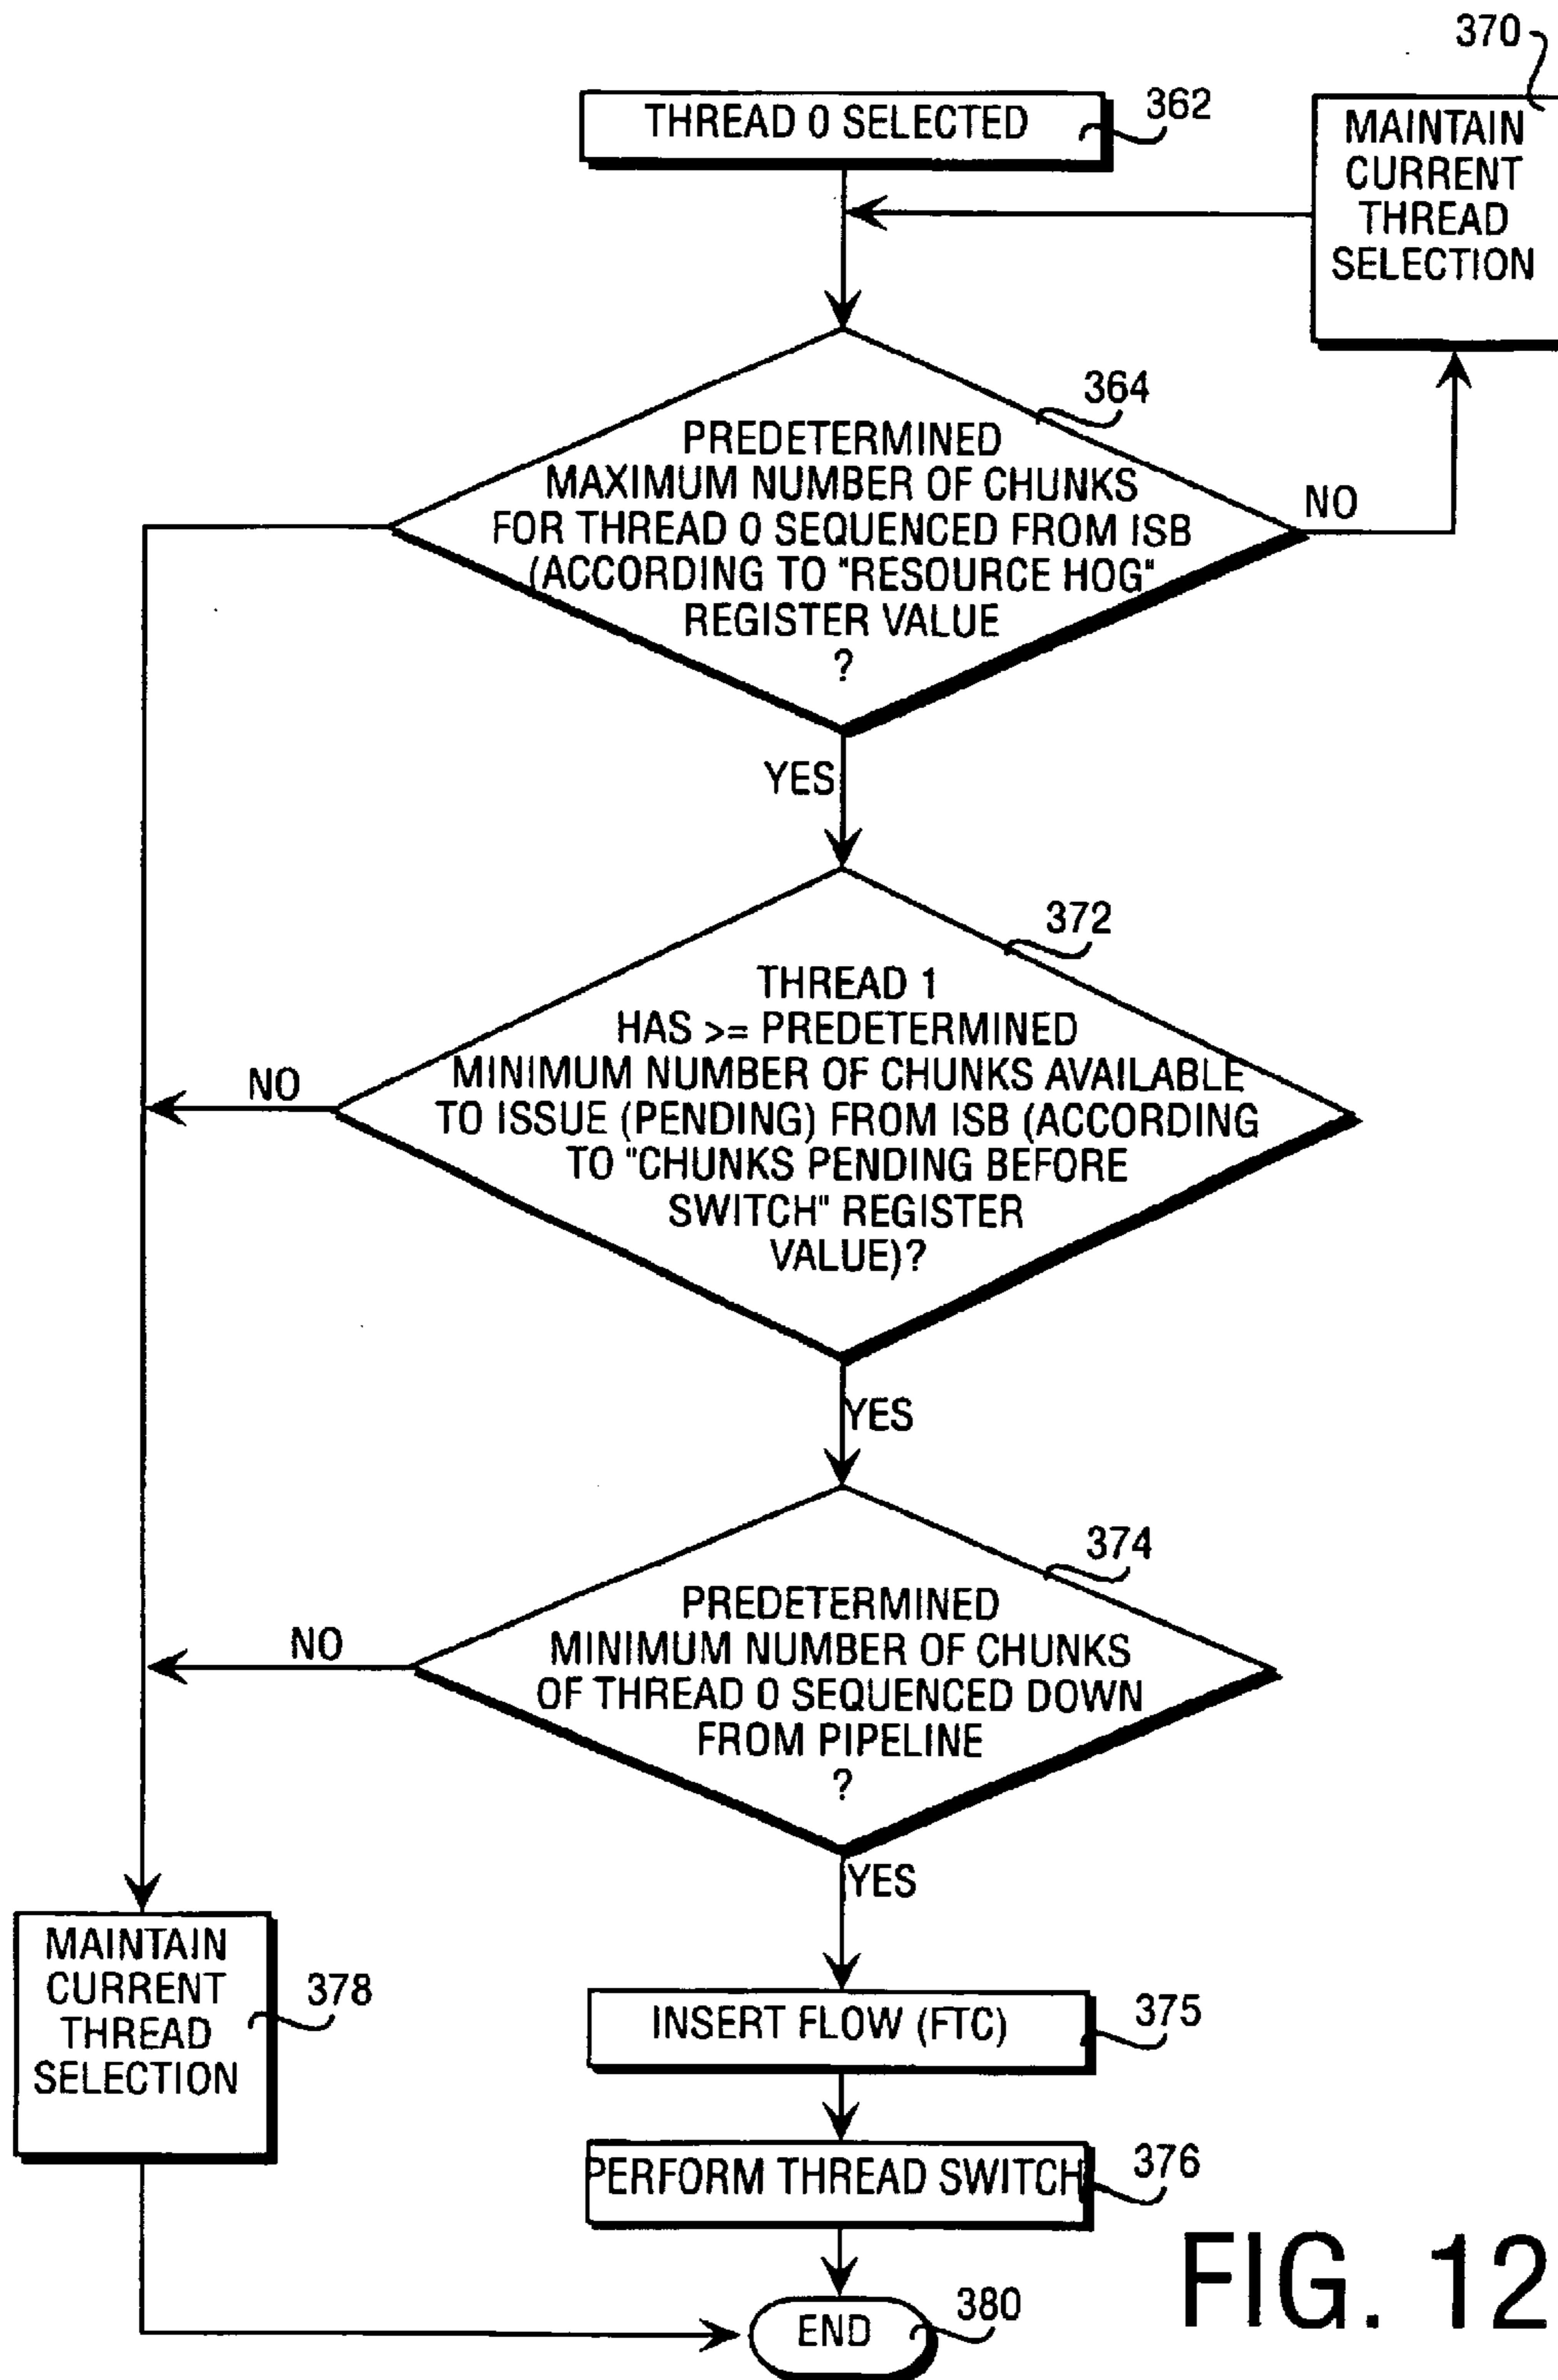 370
THREAD 0 SELECTED
362
MAINTAIN
CURRENT
THREAD
SELECTION
364
PREDETERMINED
MAXIMUM NUMBER OF CHUNKS
FOR THREAD 0 SEQUENCED FROM ISB
(ACCORDING TO "RESOURCE HOG"
REGISTER VALUE
?
NO
YES
372
THREAD 1
HAS >= PREDETERMINED
MINIMUM NUMBER OF CHUNKS AVAILABLE
TO ISSUE (PENDING) FROM ISB (ACCORDING
TO "CHUNKS PENDING BEFORE
SWITCH" REGISTER
VALUE)?
NO
YES
374
PREDETERMINED
MINIMUM NUMBER OF CHUNKS
OF THREAD 0 SEQUENCED DOWN
FROM PIPELINE
?
NO
YES
MAINTAIN
CURRENT
THREAD
SELECTION
378
INSERT FLOW (FTC)
375
PERFORM THREAD SWITCH
376
END
380
FIG. 12